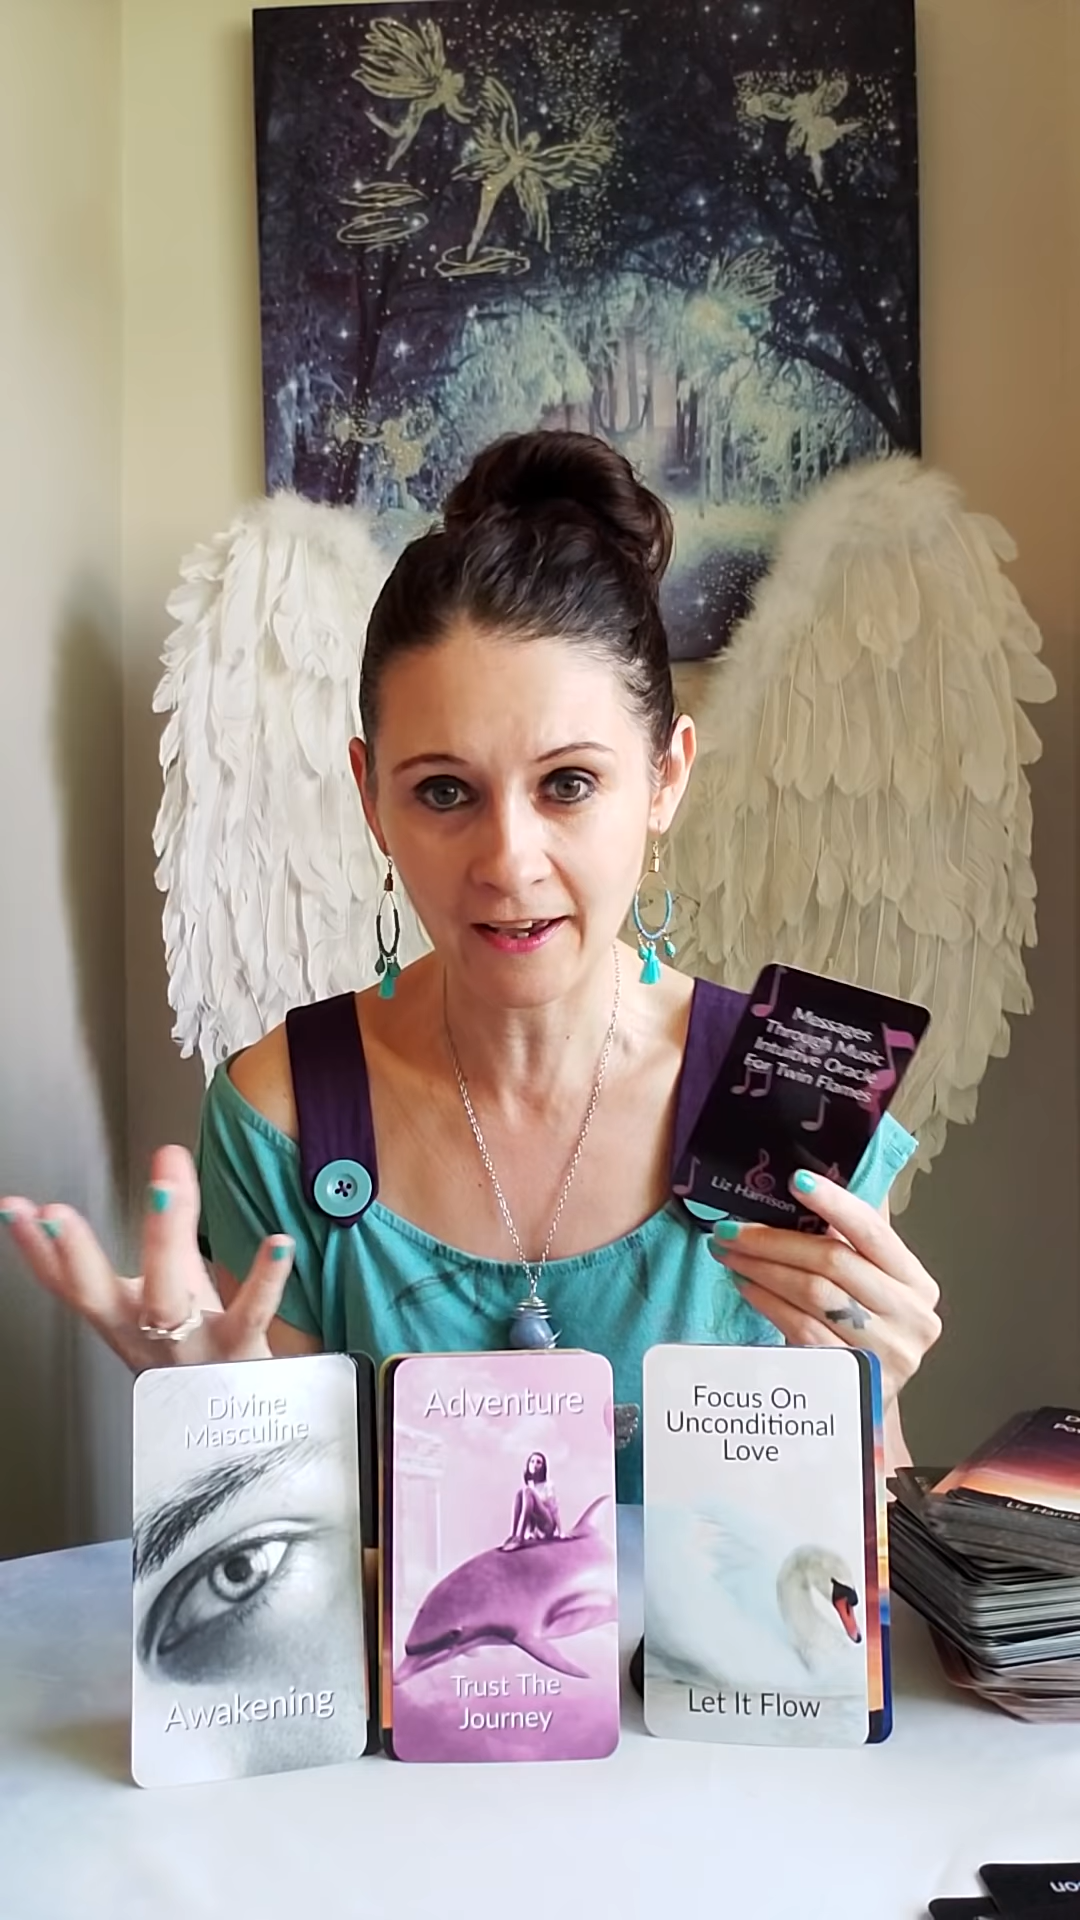 Messages
Through Music
Intuitive Oracle
For Twin Flames
Liz Harrison
Divine
Masculine
Awakening
Adventure
Trust The
Journey
Focus On
Unconditional
Love
Let It Flow
Liz